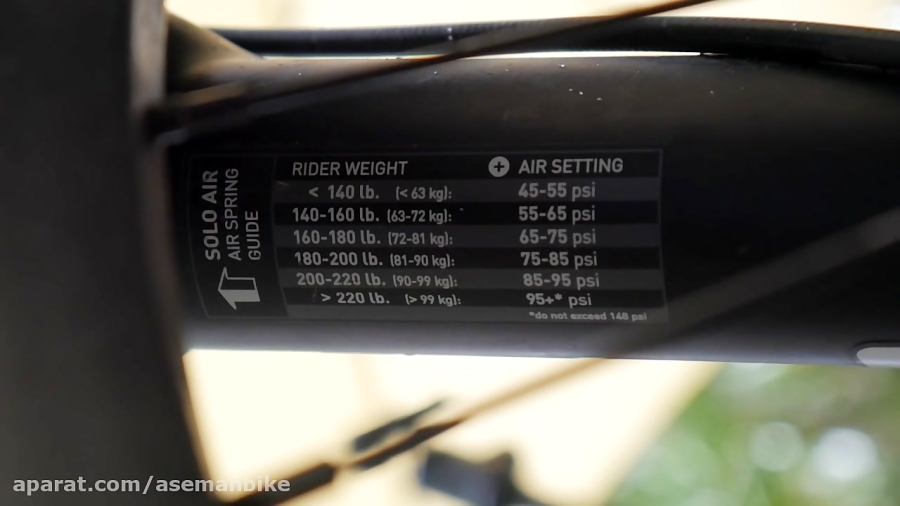 SOLO AIR
AIR SPRING
GUIDE
RIDER WEIGHT + AIR SETTING
< 140 lb. (< 63 kg): 45-55 psi
140-160 lb. (63-72 kg): 55-65 psi
160-180 lb. (72-81 kg): 65-75 psi
180-200 lb. (81-90 kg): 75-85 psi
200-220 lb. (90-99 kg): 85-95 psi
> 220 lb. (> 99 kg): 95+* psi
*do not exceed 148 psi
aparat.com/asemanbike